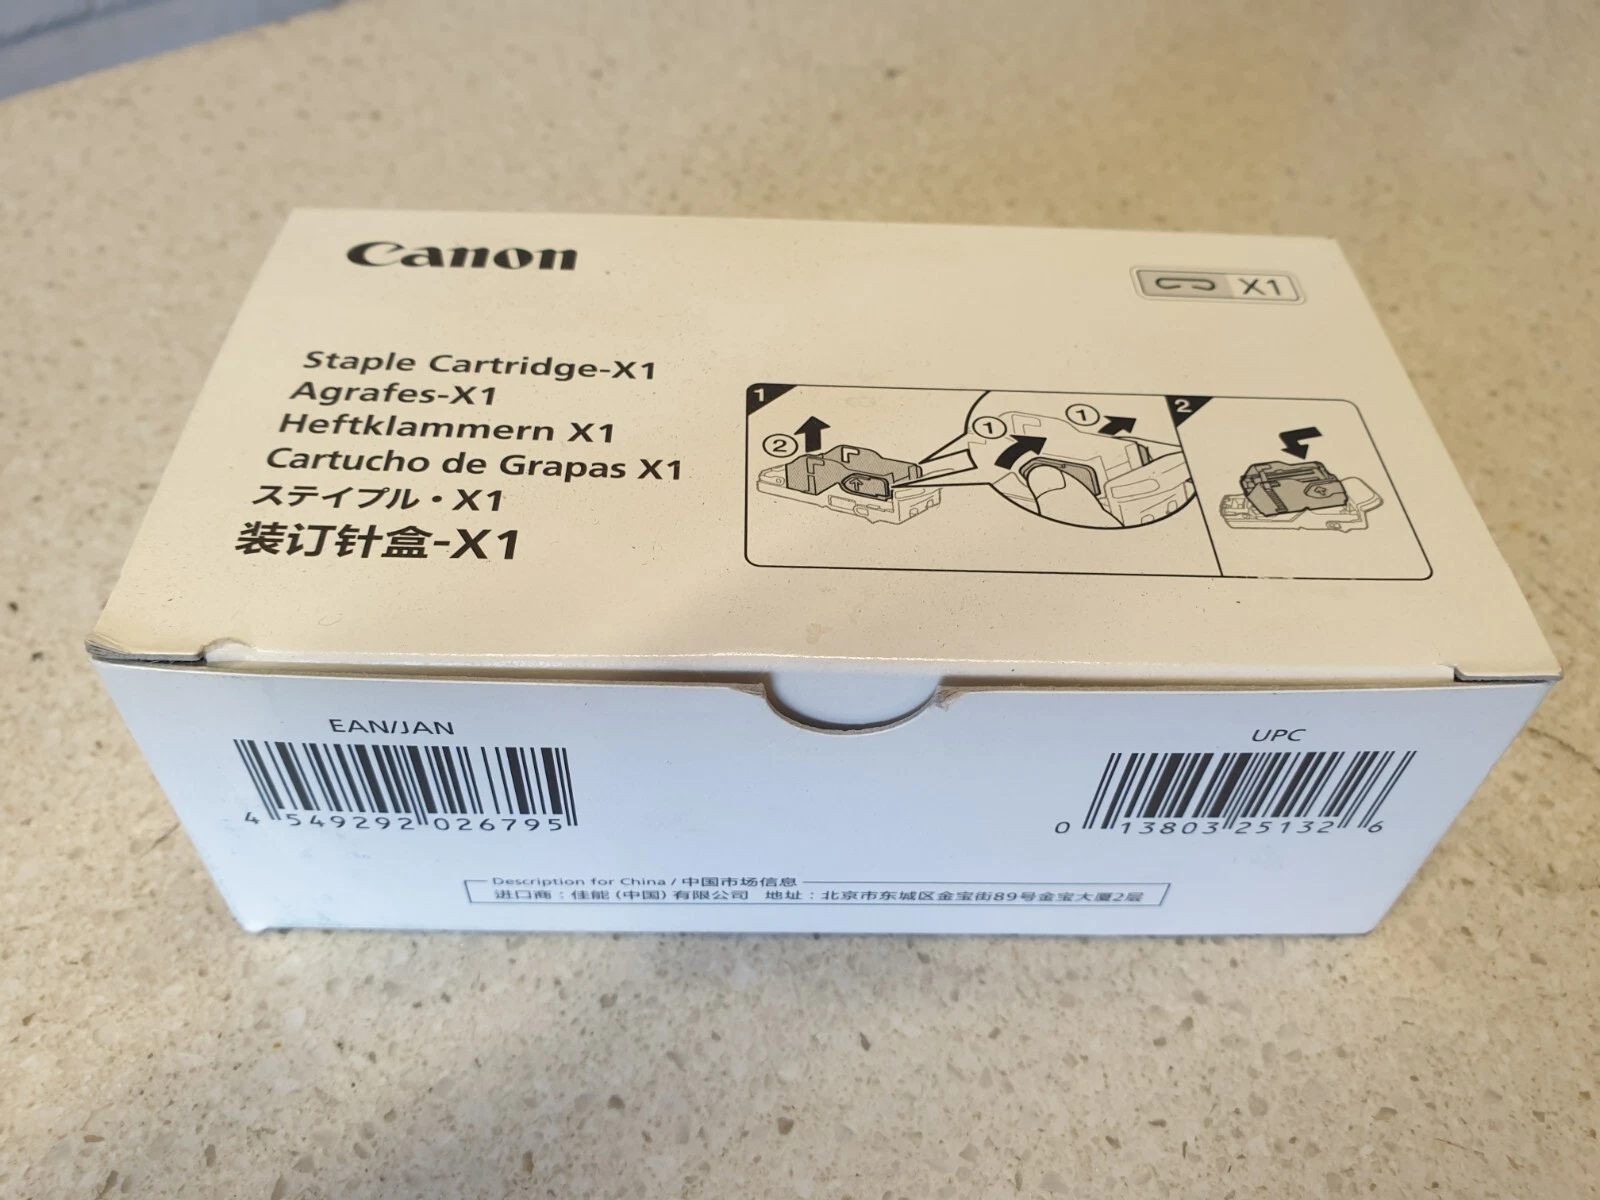 Canon
X1
Staple Cartridge-X1
Agrafes-X1
Heftklammern X1
Cartucho de Grapas X1
ステイプル・X1
装订针盒-X1
1
2
1
1
2
EAN/JAN
4 549292 026795
UPC
0 13803 25132 6
Description for China / 中国市场信息
进口商：佳能（中国）有限公司 地址：北京市东城区金宝街89号金宝大厦2层